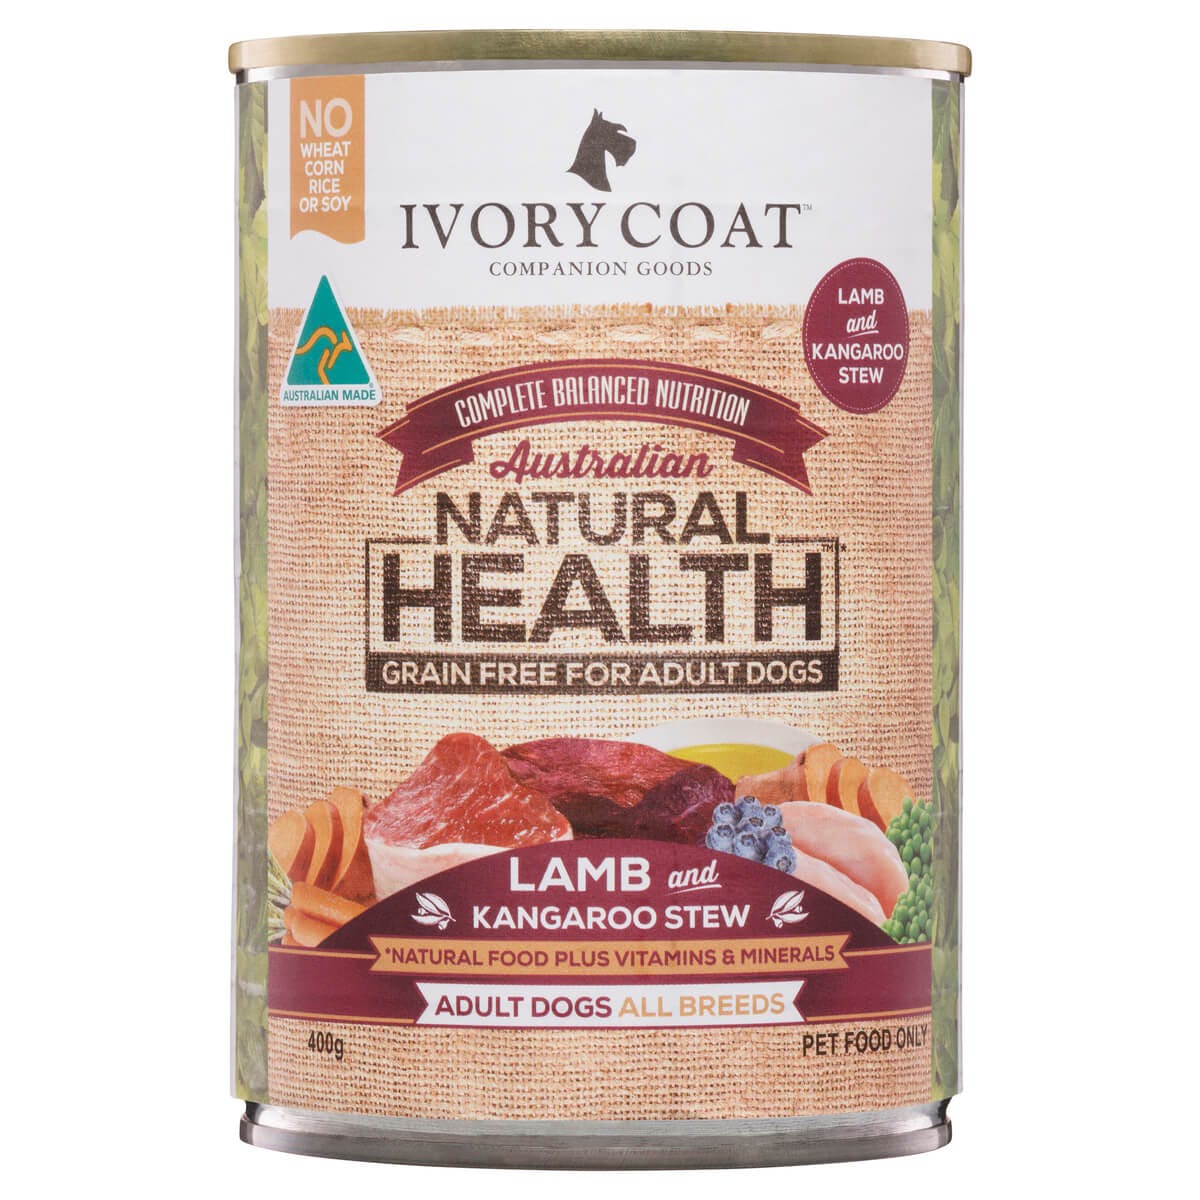 NO
WHEAT
CORN
RICE
OR SOY
IVORY COAT™
COMPANION GOODS
LAMB
and
KANGAROO
STEW
AUSTRALIAN MADE
COMPLETE BALANCED NUTRITION
Australian
NATURAL
HEALTH™*
GRAIN FREE FOR ADULT DOGS
LAMB and
KANGAROO STEW
*NATURAL FOOD PLUS VITAMINS & MINERALS
ADULT DOGS ALL BREEDS
400g
PET FOOD ONLY